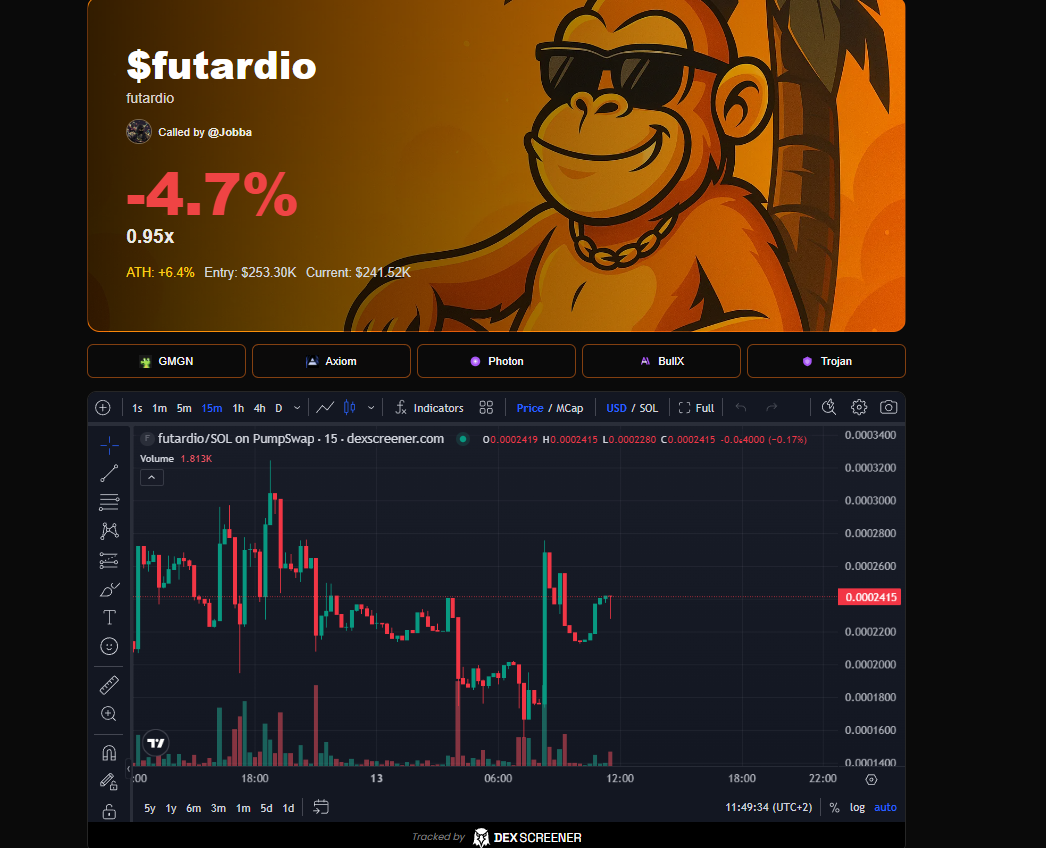 $futardio
futardio
Called by @Jobba
-4.7%
0.95x
ATH: +6.4% Entry: $253.30K Current: $241.52K
GMGN Axiom Photon BullX Trojan
1s 1m 5m 15m 1h 4h D Indicators Price / MCap USD / SOL Full
F futardio/SOL on PumpSwap · 15 · dexscreener.com O0.0002419 H0.0002415 L0.0002280 C0.0002415 -0.0₆4000 (−0.17%)
Volume 1.813K
0.0003400
0.0003200
0.0003000
0.0002800
0.0002600
0.0002415
0.0002200
0.0002000
0.0001800
0.0001600
0.0001400
:00 18:00 13 06:00 12:00 18:00 22:00
5y 1y 6m 3m 1m 5d 1d 11:49:34 (UTC+2) % log auto
Tracked by DEX SCREENER